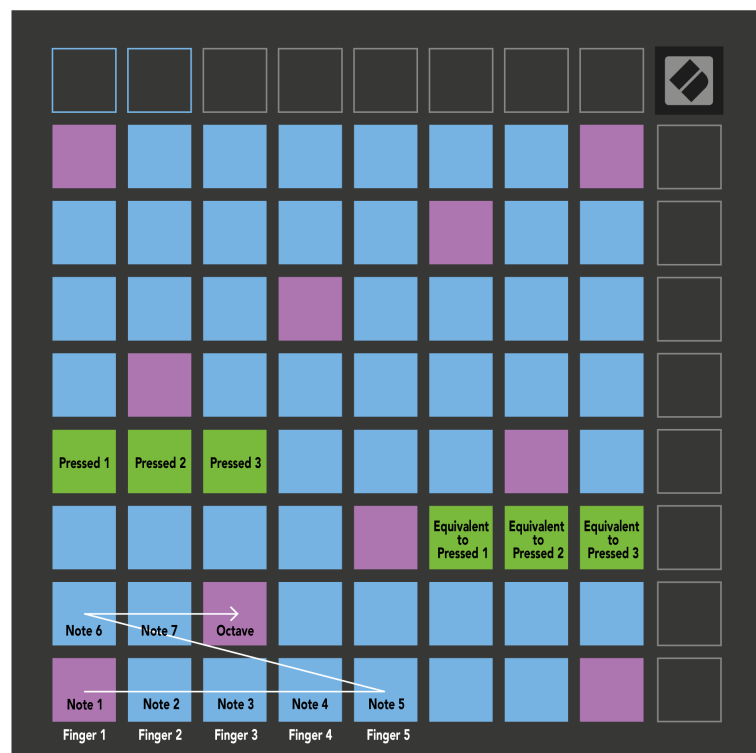 Pressed 1 Pressed 2 Pressed 3
Equivalent to Pressed 1
Equivalent to Pressed 2
Equivalent to Pressed 3
Note 6 Note 7 Octave
Note 1 Note 2 Note 3 Note 4 Note 5
Finger 1 Finger 2 Finger 3 Finger 4 Finger 5